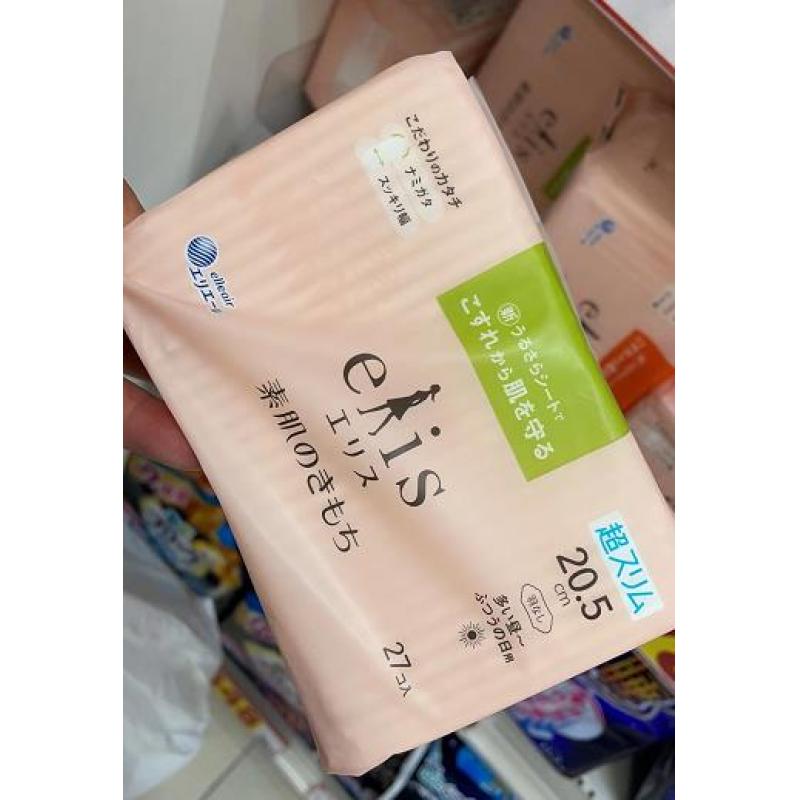 こだわりのカタチ
ナミガタ
スッキリ幅
elleair
エリエール
新 うるさらシートで
こすれから肌を守る
elis
エリス
素肌のきもち
超スリム
20.5
cm
羽なし
多い昼〜
ふつうの日用
27コ入